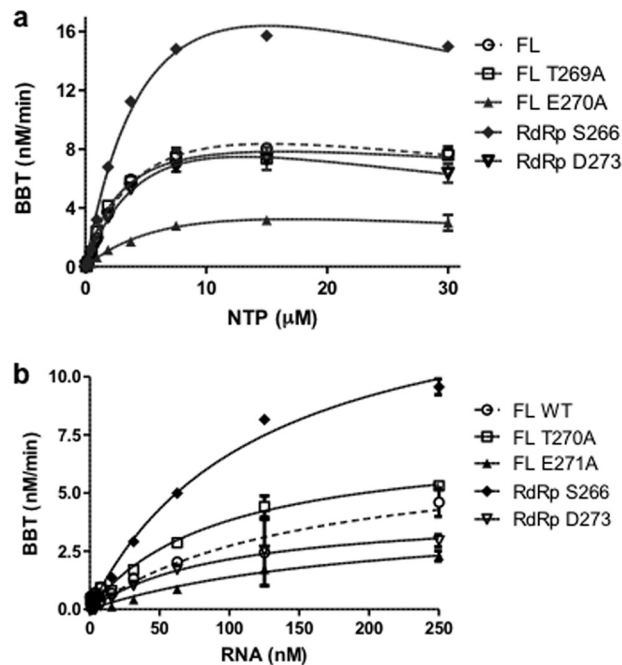 a
BBT (nM/min)
16
12
8
4
0
0
10
20
30
NTP (µM)
FL
FL T269A
FL E270A
RdRp S266
RdRp D273
b
BBT (nM/min)
10.0
7.5
5.0
2.5
0.0
0
50
100
150
200
250
RNA (nM)
FL WT
FL T270A
FL E271A
RdRp S266
RdRp D273